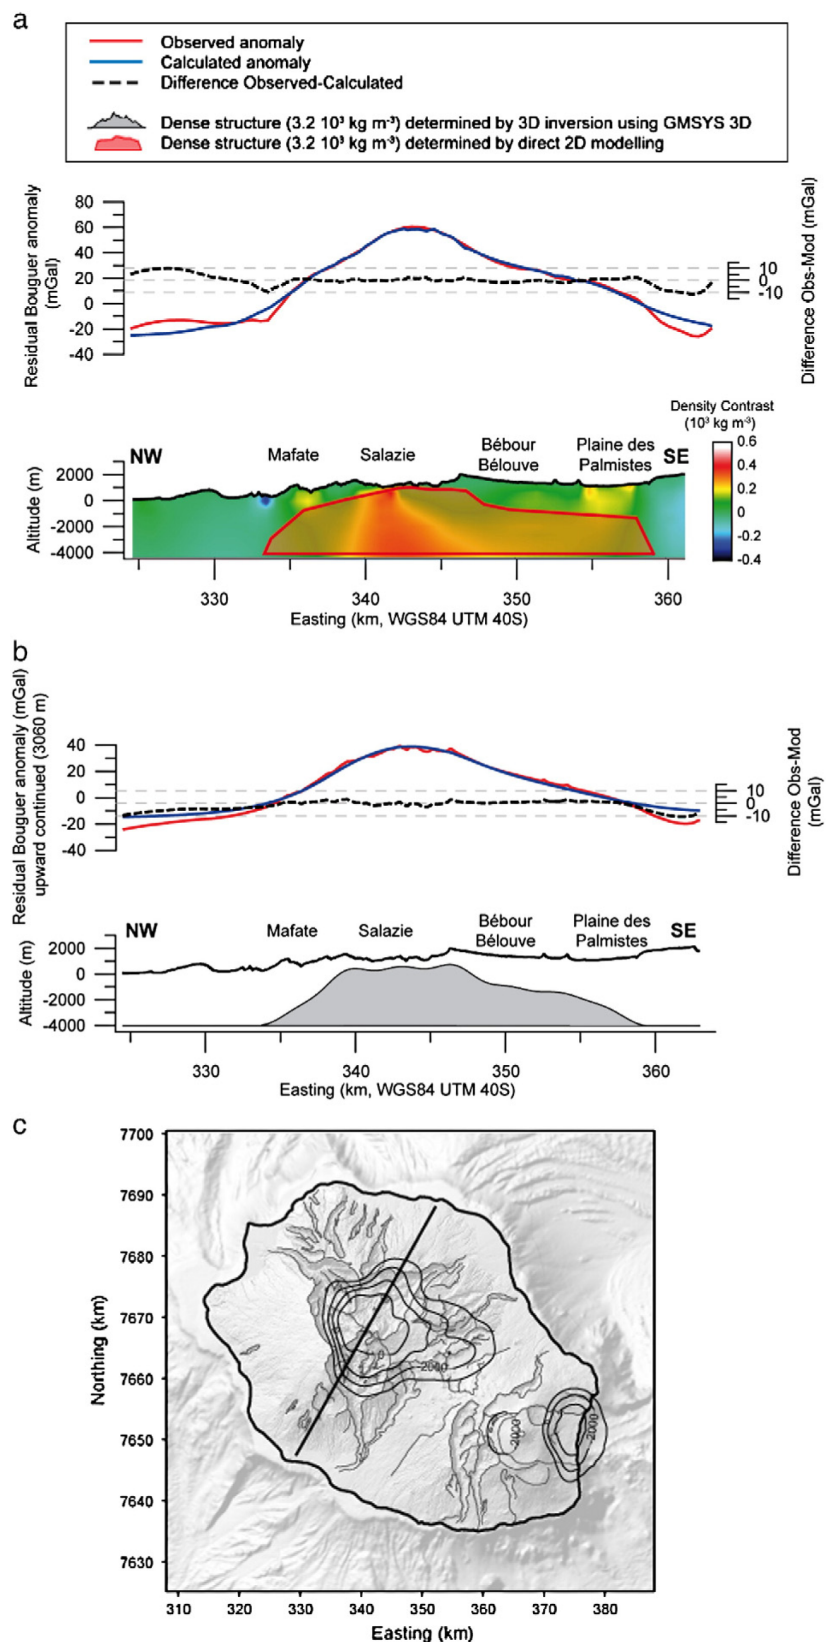 a
Observed anomaly
Calculated anomaly
Difference Observed-Calculated
Dense structure (3.2 10³ kg m⁻³) determined by 3D inversion using GMSYS 3D
Dense structure (3.2 10³ kg m⁻³) determined by direct 2D modelling
Residual Bouguer anomaly
(mGal)
80
60
40
20
0
-20
-40
10
0
-10
Difference Obs-Mod (mGal)
Density Contrast
(10³ kg m⁻³)
0.6
0.4
0.2
0
-0.2
-0.4
NW
Mafate
Salazie
Bébour
Bélouve
Plaine des
Palmistes
SE
Altitude (m)
2000
0
-2000
-4000
330
340
350
360
Easting (km, WGS84 UTM 40S)
b
Residual Bouguer anomaly (mGal)
upward continued (3060 m)
40
20
0
-20
-40
10
0
-10
Difference Obs-Mod
(mGal)
NW
Mafate
Salazie
Bébour
Bélouve
Plaine des
Palmistes
SE
Altitude (m)
2000
0
-2000
-4000
330
340
350
360
Easting (km, WGS84 UTM 40S)
c
Northing (km)
7700
7690
7680
7670
7660
7650
7640
7630
0
-2000
2000
2000
310
320
330
340
350
360
370
380
Easting (km)